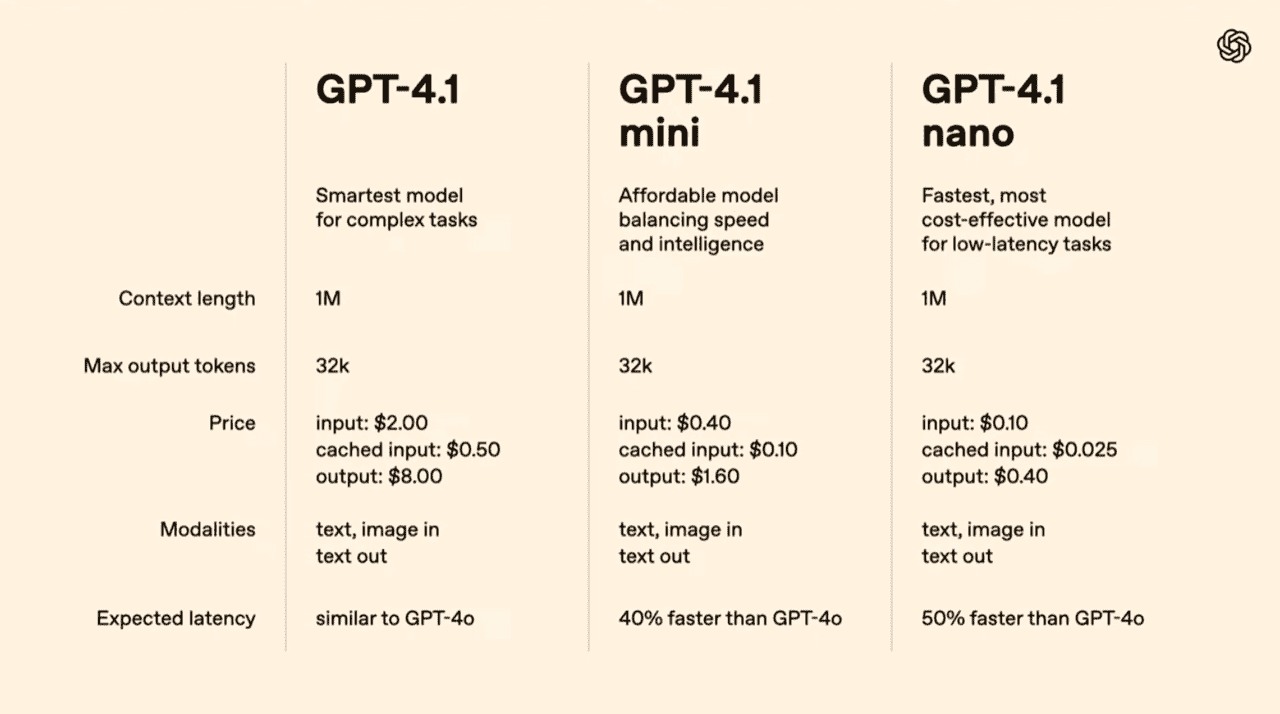 GPT-4.1
GPT-4.1
mini
GPT-4.1
nano
Smartest model
for complex tasks
Affordable model
balancing speed
and intelligence
Fastest, most
cost-effective model
for low-latency tasks
Context length
1M
1M
1M
Max output tokens
32k
32k
32k
Price
input: $2.00
cached input: $0.50
output: $8.00
input: $0.40
cached input: $0.10
output: $1.60
input: $0.10
cached input: $0.025
output: $0.40
Modalities
text, image in
text out
text, image in
text out
text, image in
text out
Expected latency
similar to GPT-4o
40% faster than GPT-4o
50% faster than GPT-4o